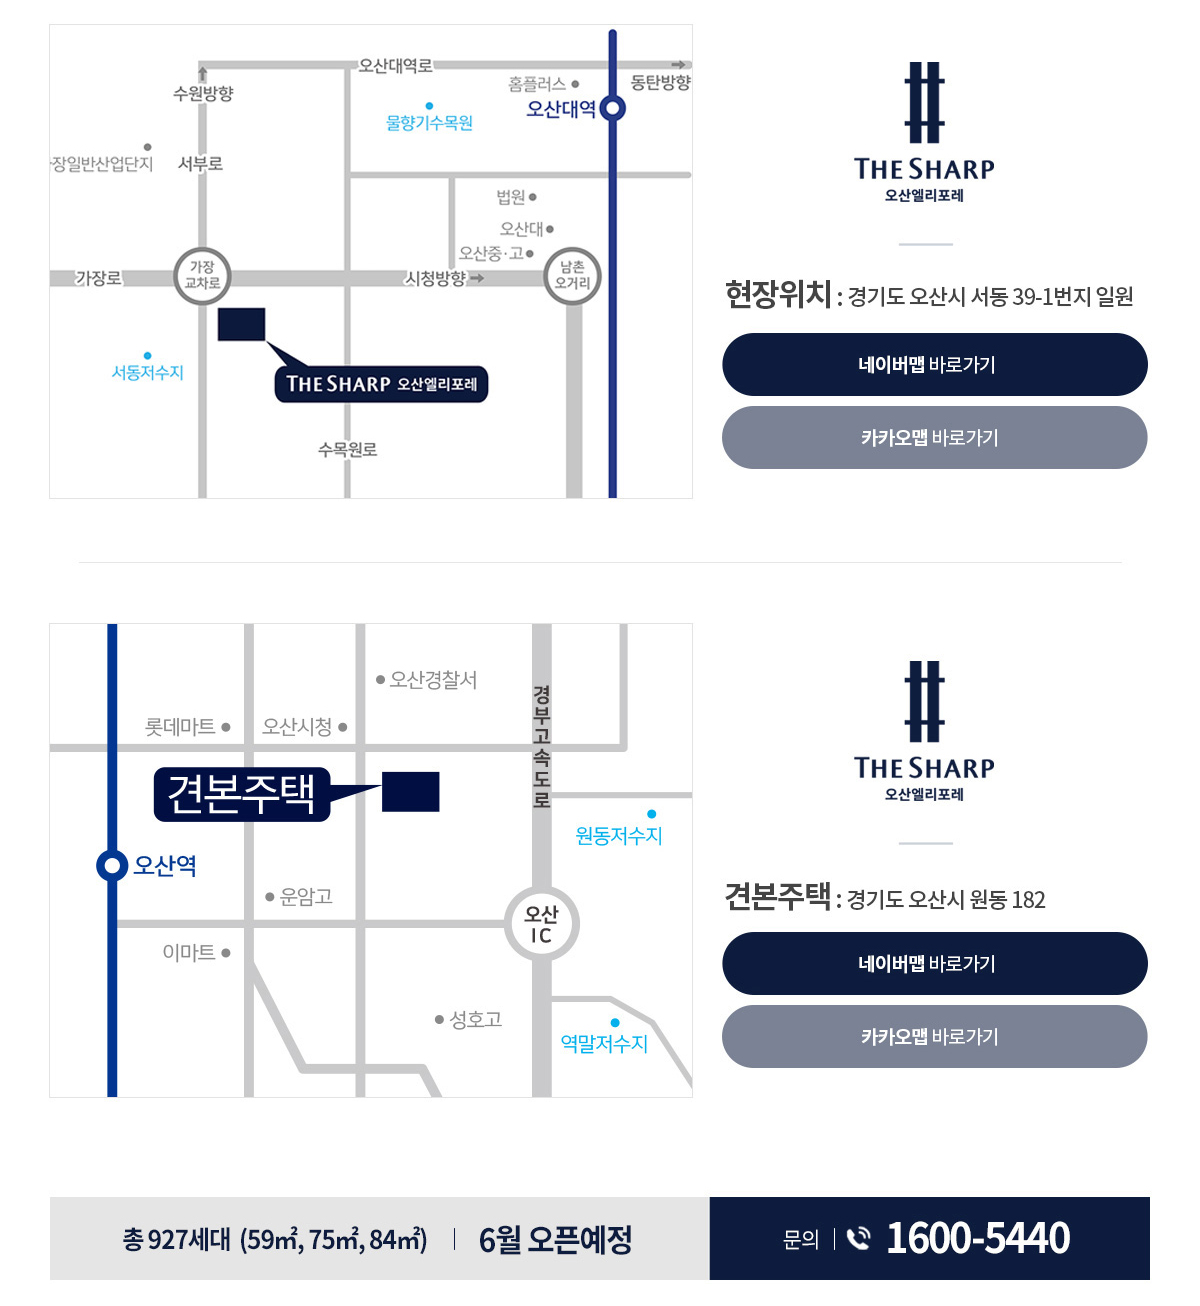 오산대역로
동탄방향
수원방향
홈플러스
오산대역
물향기수목원
장일반산업단지
서부로
법원
오산대
오산중·고
가장로
가장
교차로
시청방향
남촌
오거리
서동저수지
THE SHARP 오산엘리포레
수목원로
THE SHARP
오산엘리포레
현장위치 : 경기도 오산시 서동 39-1번지 일원
네이버맵 바로가기
카카오맵 바로가기
오산경찰서
롯데마트
오산시청
경부고속도로
견본주택
원동저수지
오산역
운암고
오산
IC
이마트
성호고
역말저수지
THE SHARP
오산엘리포레
견본주택 : 경기도 오산시 원동 182
네이버맵 바로가기
카카오맵 바로가기
총 927세대 (59㎡, 75㎡, 84㎡) | 6월 오픈예정
문의 | 1600-5440